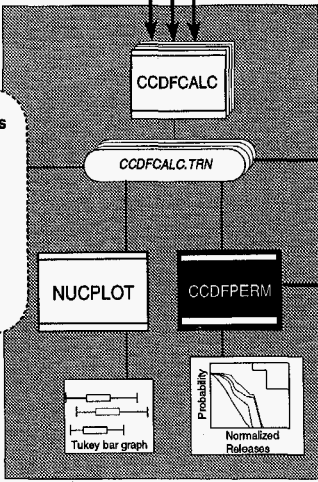 CCDFCALC
s
CCDFCALC.TRN
NUCPLOT
CCDFPERM
Tukey bar graph
Probability
Normalized
Releases